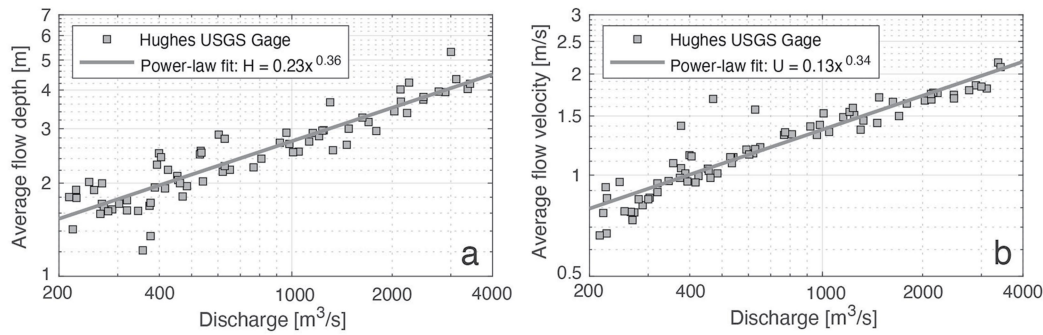 7
6
5
4
3
2
1
200
400
1000
2000
4000
Average flow depth [m]
Discharge [m³/s]
Hughes USGS Gage
Power-law fit: H = 0.23x^0.36
a
3
2.5
2
1.5
1
0.5
200
400
1000
2000
4000
Average flow velocity [m/s]
Discharge [m³/s]
Hughes USGS Gage
Power-law fit: U = 0.13x^0.34
b